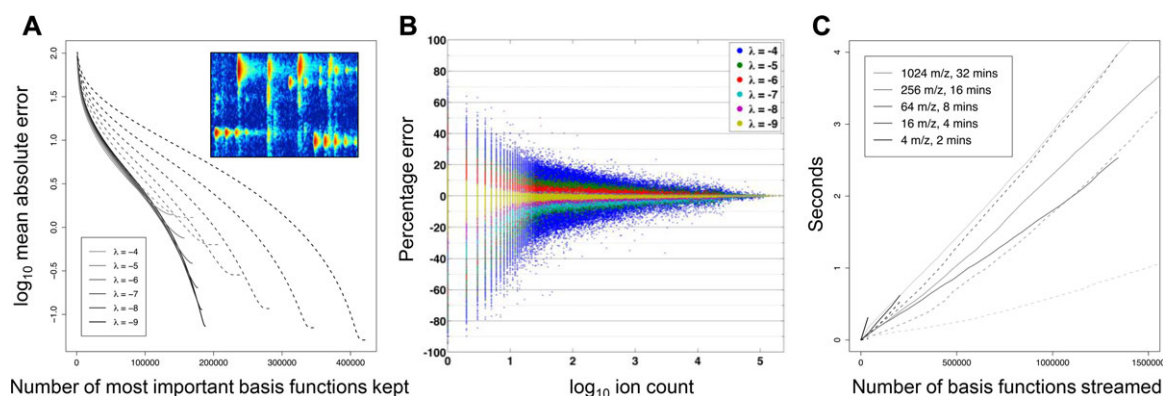 A
log₁₀ mean absolute error
2.0
1.5
1.0
0.5
0.0
-0.5
-1.0
λ = -4
λ = -5
λ = -6
λ = -7
λ = -8
λ = -9
0
100000
200000
300000
400000
Number of most important basis functions kept
B
Percentage error
100
80
60
40
20
0
-20
-40
-60
-80
-100
λ = -4
λ = -5
λ = -6
λ = -7
λ = -8
λ = -9
0
1
2
3
4
5
log₁₀ ion count
C
Seconds
4
3
2
1
0
1024 m/z, 32 mins
256 m/z, 16 mins
64 m/z, 8 mins
16 m/z, 4 mins
4 m/z, 2 mins
0
500000
1000000
1500000
Number of basis functions streamed